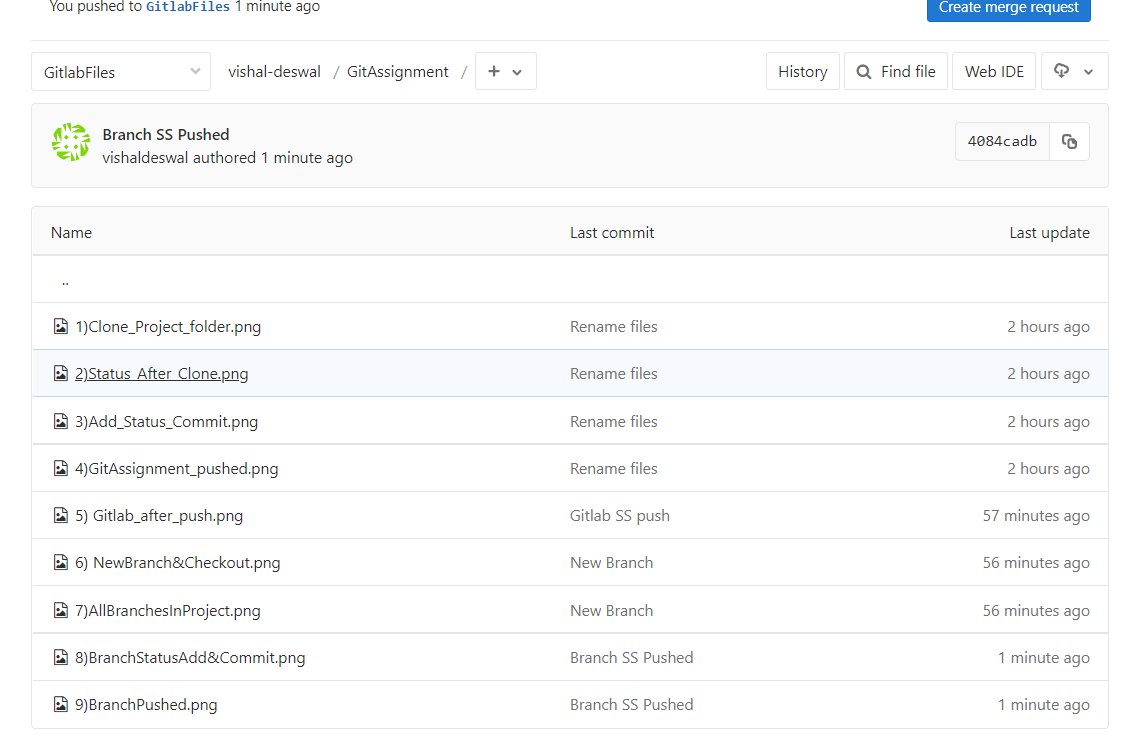 You pushed to GitlabFiles 1 minute ago
Create merge request
GitlabFiles vishal-deswal / GitAssignment / + History Find file Web IDE
Branch SS Pushed
vishaldeswal authored 1 minute ago
4084cadb
Name Last commit Last update
..
1)Clone_Project_folder.png Rename files 2 hours ago
2)Status_After_Clone.png Rename files 2 hours ago
3)Add_Status_Commit.png Rename files 2 hours ago
4)GitAssignment_pushed.png Rename files 2 hours ago
5) Gitlab_after_push.png Gitlab SS push 57 minutes ago
6) NewBranch&Checkout.png New Branch 56 minutes ago
7)AllBranchesInProject.png New Branch 56 minutes ago
8)BranchStatusAdd&Commit.png Branch SS Pushed 1 minute ago
9)BranchPushed.png Branch SS Pushed 1 minute ago